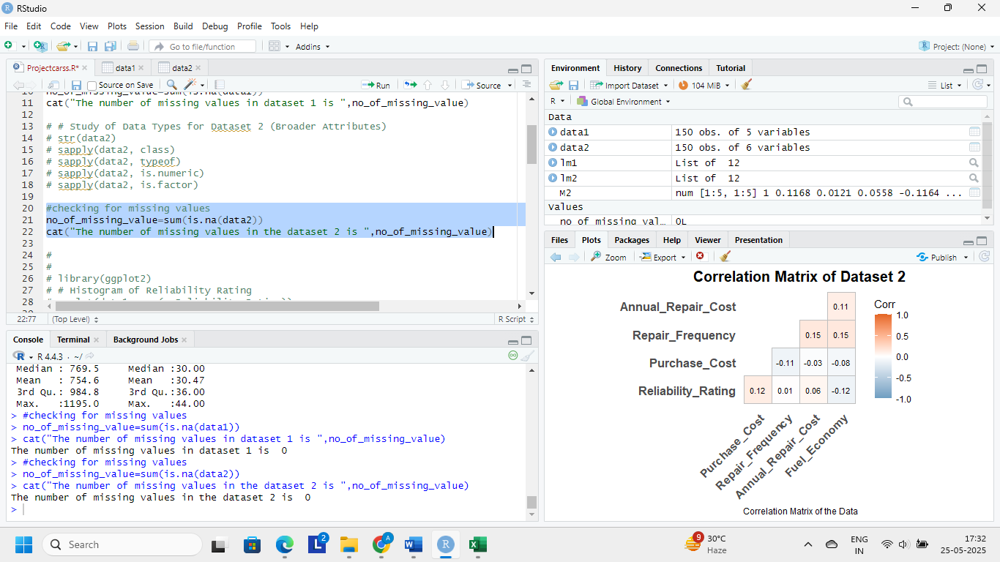 RStudio
File Edit Code View Plots Session Build Debug Profile Tools Help
Go to file/function
Addins
Project: (None)
Projectcarss.R*
data1
data2
Source on Save
Run
Source
11 cat("The number of missing values in dataset 1 is ",no_of_missing_value)
12
13 # # Study of Data Types for Dataset 2 (Broader Attributes)
14 # str(data2)
15 # sapply(data2, class)
16 # sapply(data2, typeof)
17 # sapply(data2, is.numeric)
18 # sapply(data2, is.factor)
19
20 #checking for missing values
21 no_of_missing_value=sum(is.na(data2))
22 cat("The number of missing values in the dataset 2 is ",no_of_missing_value)
23
24 #
25 #
26 # library(ggplot2)
27 # # Histogram of Reliability Rating
28
22:77 (Top Level) R Script
Console Terminal Background Jobs
R R 4.4.3 · ~/
Median : 769.5 Median :30.00
Mean : 754.6 Mean :30.47
3rd Qu.: 984.8 3rd Qu.:36.00
Max. :1195.0 Max. :44.00
> #checking for missing values
> no_of_missing_value=sum(is.na(data1))
> cat("The number of missing values in dataset 1 is ",no_of_missing_value)
The number of missing values in dataset 1 is 0
> #checking for missing values
> no_of_missing_value=sum(is.na(data2))
> cat("The number of missing values in the dataset 2 is ",no_of_missing_value)
The number of missing values in the dataset 2 is 0
>
Environment History Connections Tutorial
Import Dataset 104 MiB List
R Global Environment
Data
data1 150 obs. of 5 variables
data2 150 obs. of 6 variables
lm1 List of 12
lm2 List of 12
M2 num [1:5, 1:5] 1 0.1168 0.0121 0.0558 -0.1164 ...
Values
no_of_missing_val… 0L
Files Plots Packages Help Viewer Presentation
Zoom Export Publish
Correlation Matrix of Dataset 2
Annual_Repair_Cost 0.11
Repair_Frequency 0.15 0.15
Purchase_Cost -0.11 -0.03 -0.08
Reliability_Rating 0.12 0.01 0.06 -0.12
Purchase_Cost
Repair_Frequency
Annual_Repair_Cost
Fuel_Economy
Corr
1.0
0.5
0.0
-0.5
-1.0
Correlation Matrix of the Data
Search
L 2
A
W
R
X
9
30°C
Haze
ENG
IN
17:32
25-05-2025